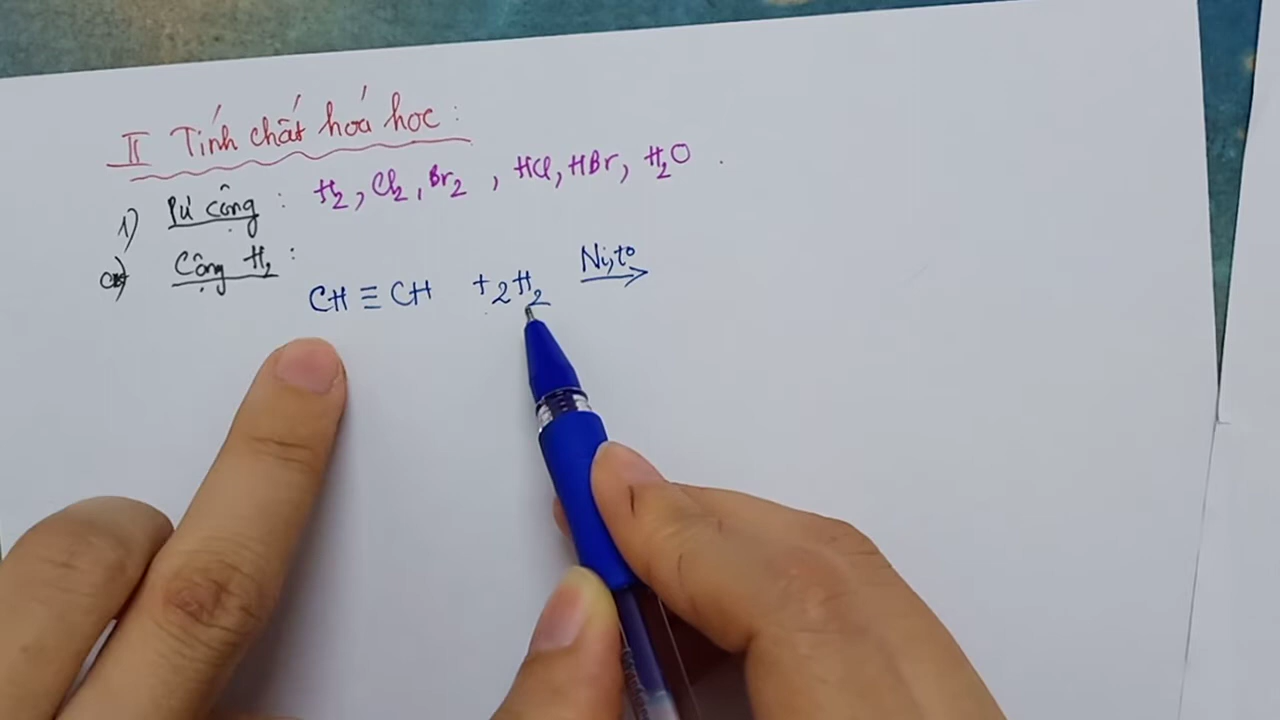 II Tính chất hóá học:
1) Pư cộng : H₂, Cl₂, Br₂, HCl, HBr, H₂O.
a) Cộng H₂ :
CH ≡ CH + 2H₂ Ni,t° →